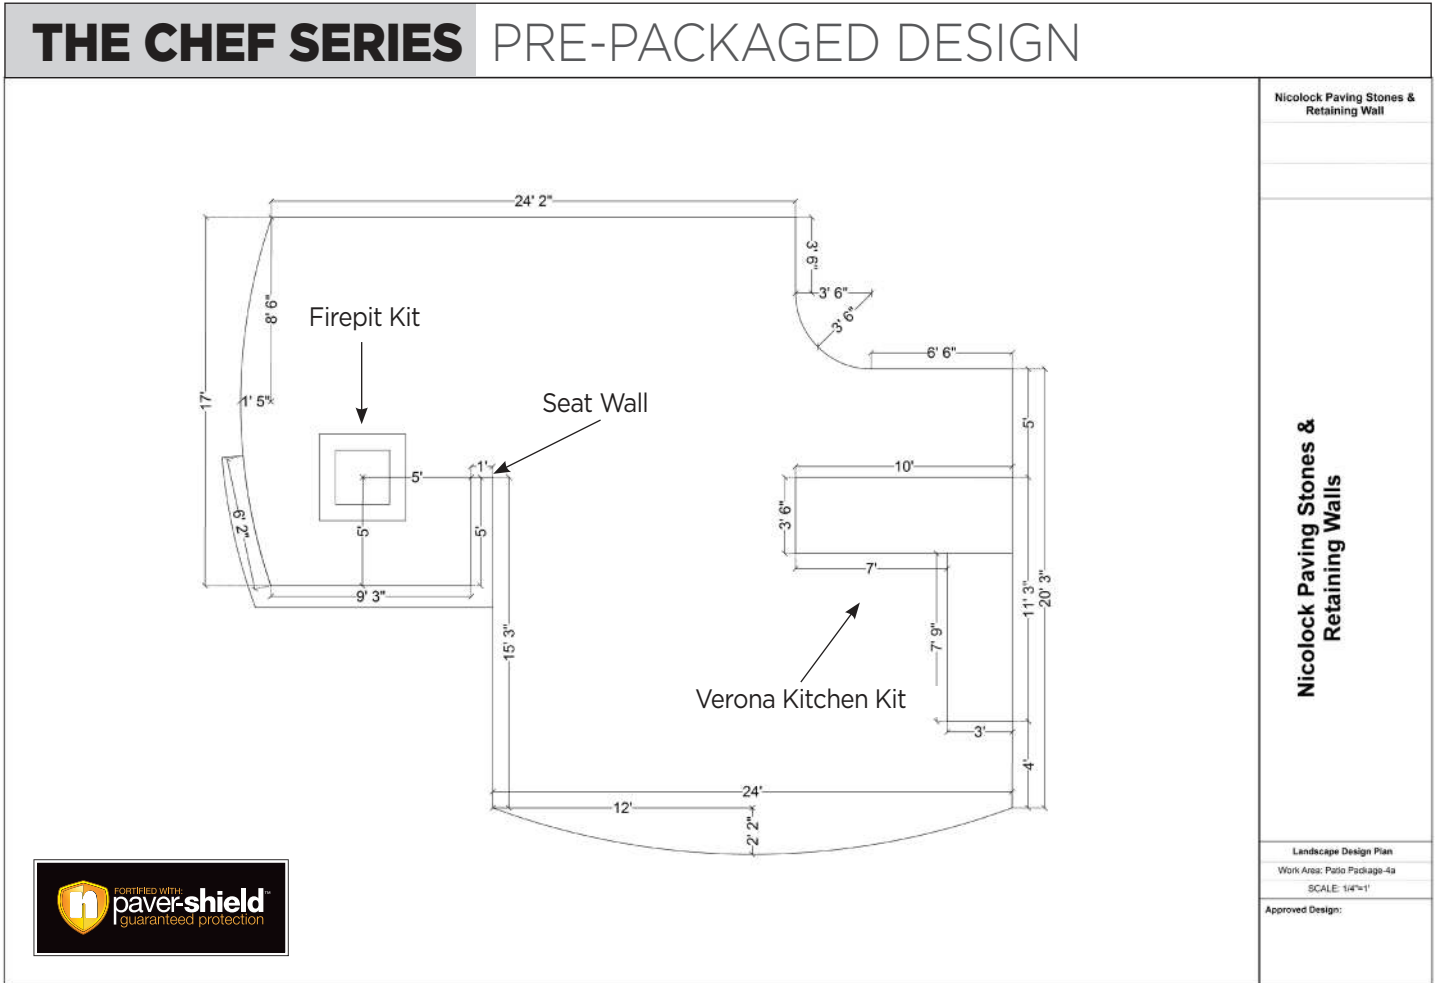 THE CHEF SERIES PRE-PACKAGED DESIGN
Nicolock Paving Stones &
Retaining Wall
24' 2"
3' 6"
3' 6"
3' 6"
6' 6"
8' 6"
17'
1' 5"
Firepit Kit
Seat Wall
5'
1'
5'
5'
6' 2"
9' 3"
15' 3"
10'
3' 6"
7'
7' 9"
3'
5'
11' 3"
20' 3"
4'
Verona Kitchen Kit
24'
12'
2' 2"
Nicolock Paving Stones &
Retaining Walls
Landscape Design Plan
Work Area: Patio Package-4a
SCALE: 1/4"=1'
Approved Design:
n
FORTIFIED WITH:
paver-shield™
guaranteed protection